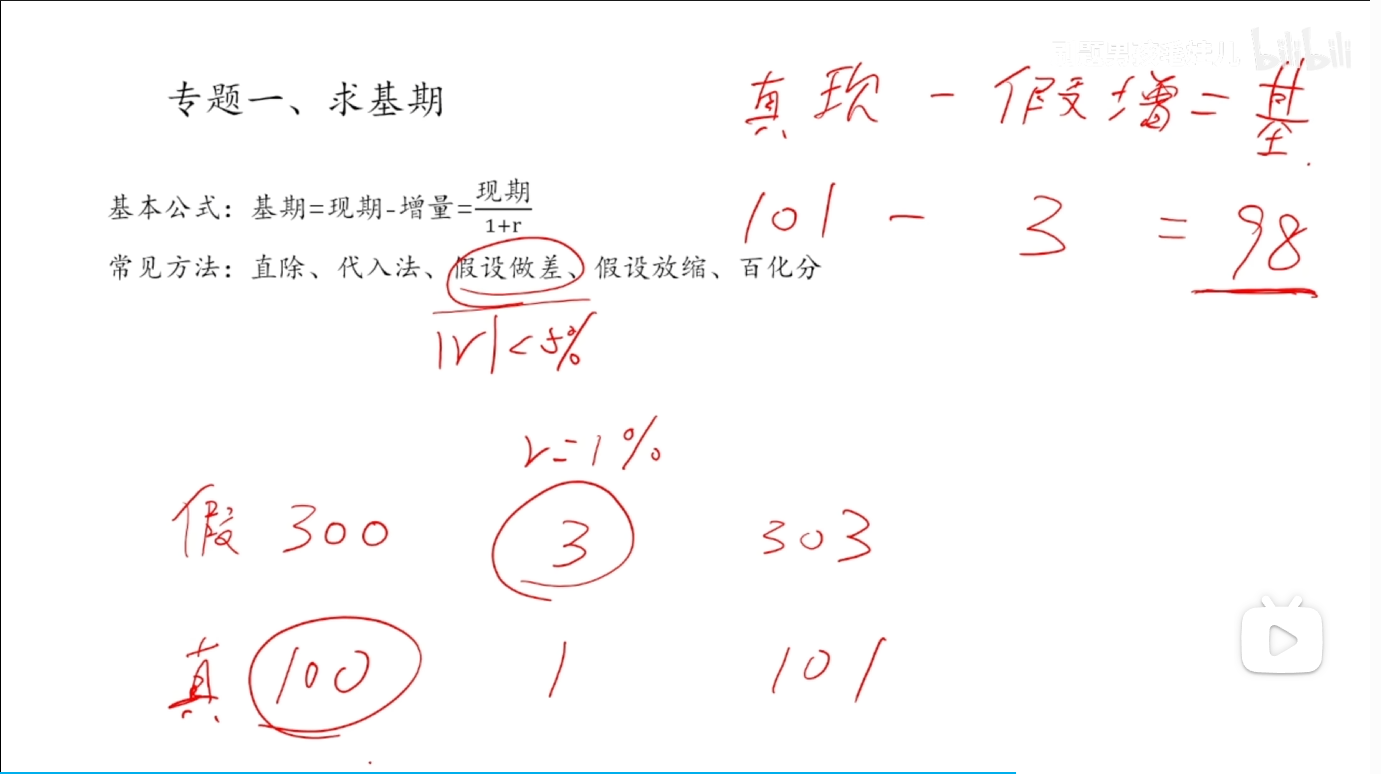 bilibili
专题一、求基期
真现 - 假增 = 基
基本公式：基期=现期-增量=现期/1+r
101 - 3 = 98
常见方法：直除、代入法、假设做差、假设放缩、百化分
|r|<5%
r=1%
假 300 3 303
真 100 1 101